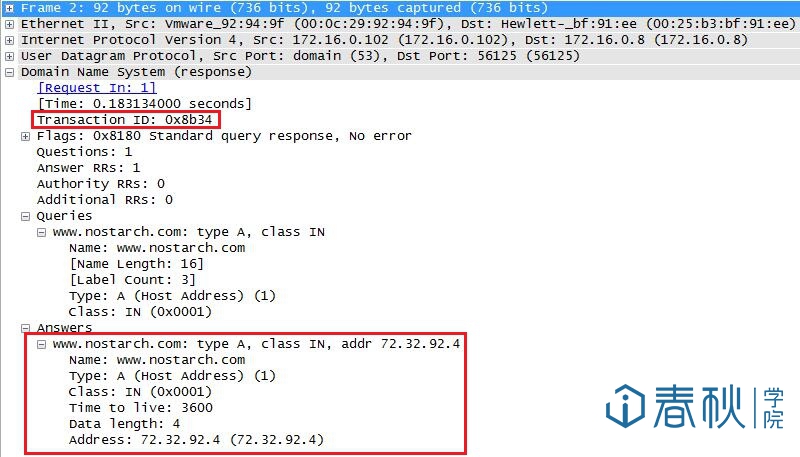 Frame 2: 92 bytes on wire (736 bits), 92 bytes captured (736 bits)
Ethernet II, Src: Vmware_92:94:9f (00:0c:29:92:94:9f), Dst: Hewlett-_bf:91:ee (00:25:b3:bf:91:ee)
Internet Protocol Version 4, Src: 172.16.0.102 (172.16.0.102), Dst: 172.16.0.8 (172.16.0.8)
User Datagram Protocol, Src Port: domain (53), Dst Port: 56125 (56125)
Domain Name System (response)
[Request In: 1]
[Time: 0.183134000 seconds]
Transaction ID: 0x8b34
Flags: 0x8180 Standard query response, No error
Questions: 1
Answer RRs: 1
Authority RRs: 0
Additional RRs: 0
Queries
www.nostarch.com: type A, class IN
Name: www.nostarch.com
[Name Length: 16]
[Label Count: 3]
Type: A (Host Address) (1)
Class: IN (0x0001)
Answers
www.nostarch.com: type A, class IN, addr 72.32.92.4
Name: www.nostarch.com
Type: A (Host Address) (1)
Class: IN (0x0001)
Time to live: 3600
Data length: 4
Address: 72.32.92.4 (72.32.92.4)
春秋学院